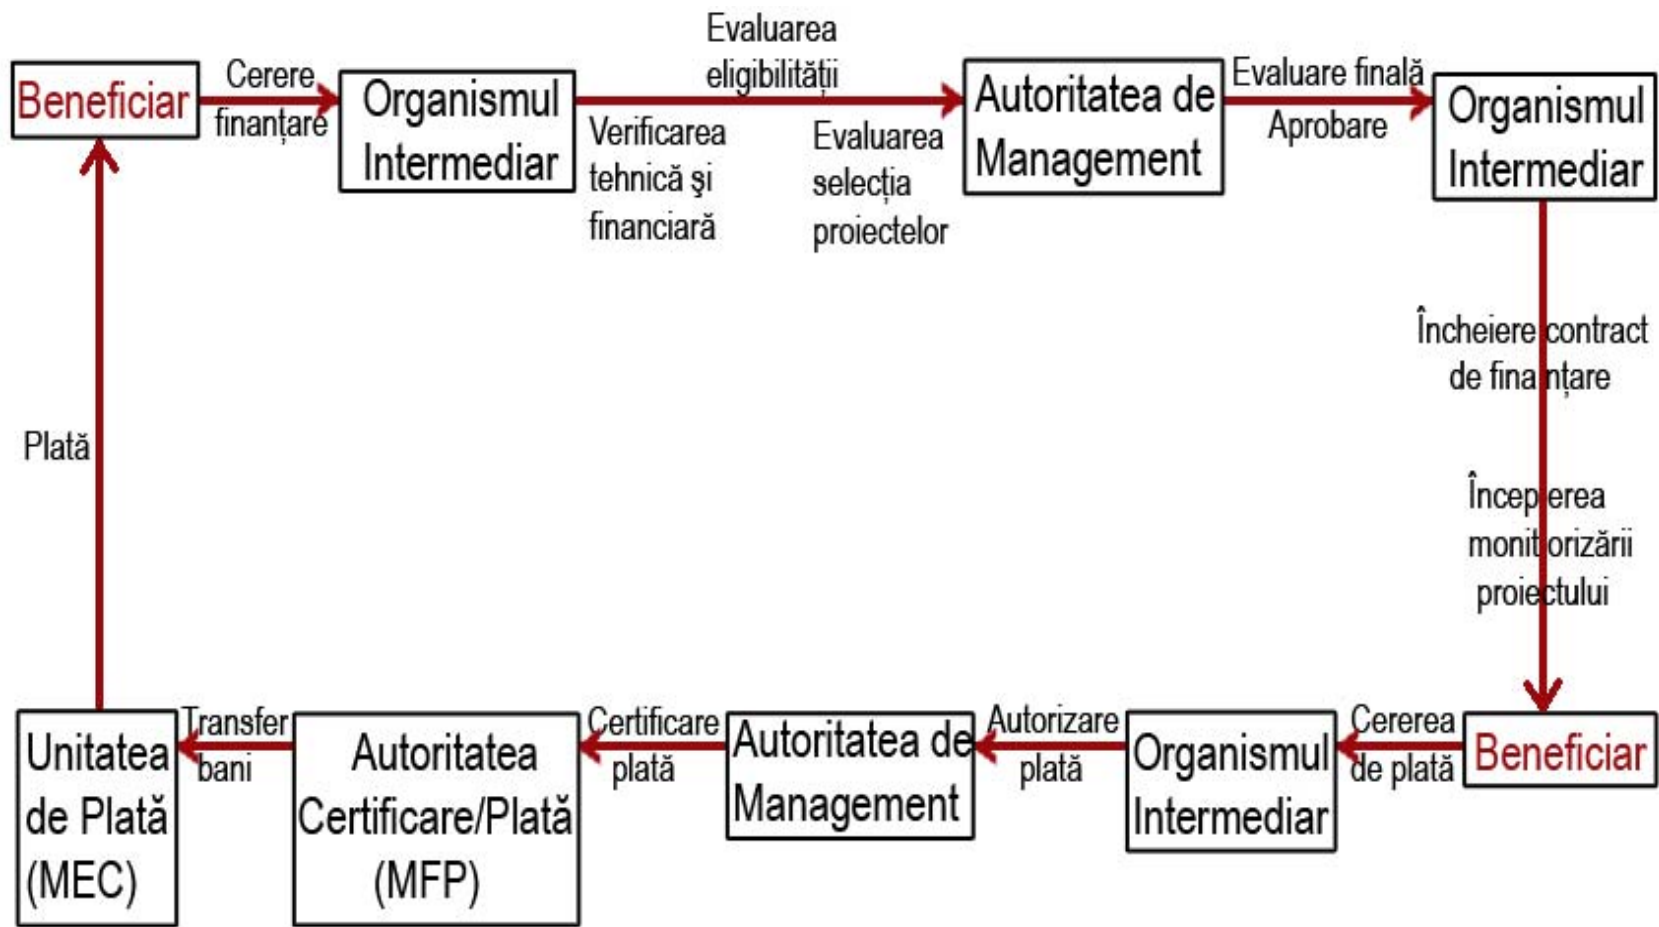 Beneficiar
Cerere
finanțare
Organismul
Intermediar
Evaluarea
eligibilității
Verificarea
tehnică și
financiară
Evaluarea
selecția
proiectelor
Autoritatea de
Management
Evaluare finală
Aprobare
Organismul
Intermediar
Încheiere contract
de finanțare
Începerea
monitiorizării
proiectului
Beneficiar
Cererea
de plată
Organismul
Intermediar
Autorizare
plată
Autoritatea de
Management
Certificare
plată
Autoritatea
Certificare/Plată
(MFP)
Transfer
bani
Unitatea
de Plată
(MEC)
Plată